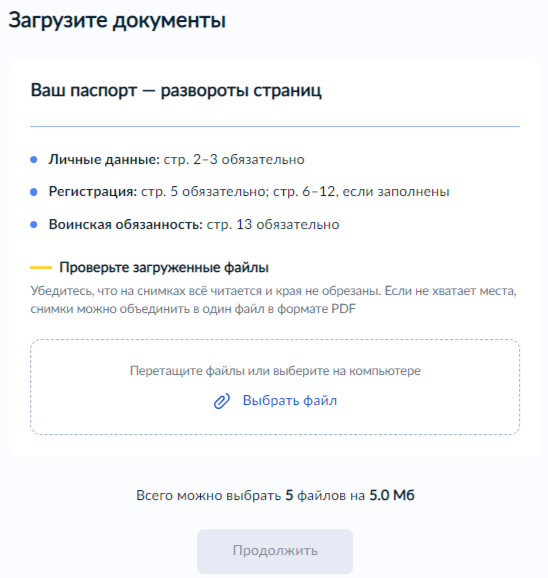 Загрузите документы
Ваш паспорт — развороты страниц
Личные данные: стр. 2–3 обязательно
Регистрация: стр. 5 обязательно; стр. 6–12, если заполнены
Воинская обязанность: стр. 13 обязательно
Проверьте загруженные файлы
Убедитесь, что на снимках всё читается и края не обрезаны. Если не хватает места,
снимки можно объединить в один файл в формате PDF
Перетащите файлы или выберите на компьютере
Выбрать файл
Всего можно выбрать 5 файлов на 5.0 Мб
Продолжить